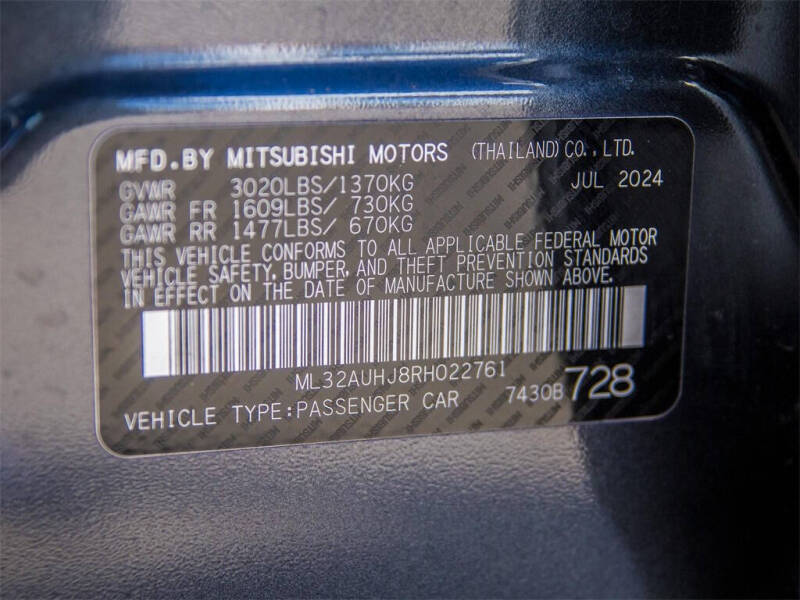 MFD.BY MITSUBISHI MOTORS (THAILAND)CO.,LTD.
GVWR 3020LBS/1370KG JUL 2024
GAWR FR 1609LBS/ 730KG
GAWR RR 1477LBS/ 670KG
THIS VEHICLE CONFORMS TO ALL APPLICABLE FEDERAL MOTOR
VEHICLE SAFETY, BUMPER, AND THEFT PREVENTION STANDARDS
IN EFFECT ON THE DATE OF MANUFACTURE SHOWN ABOVE.
ML32AUHJ8RH022761
VEHICLE TYPE:PASSENGER CAR 7430B 728